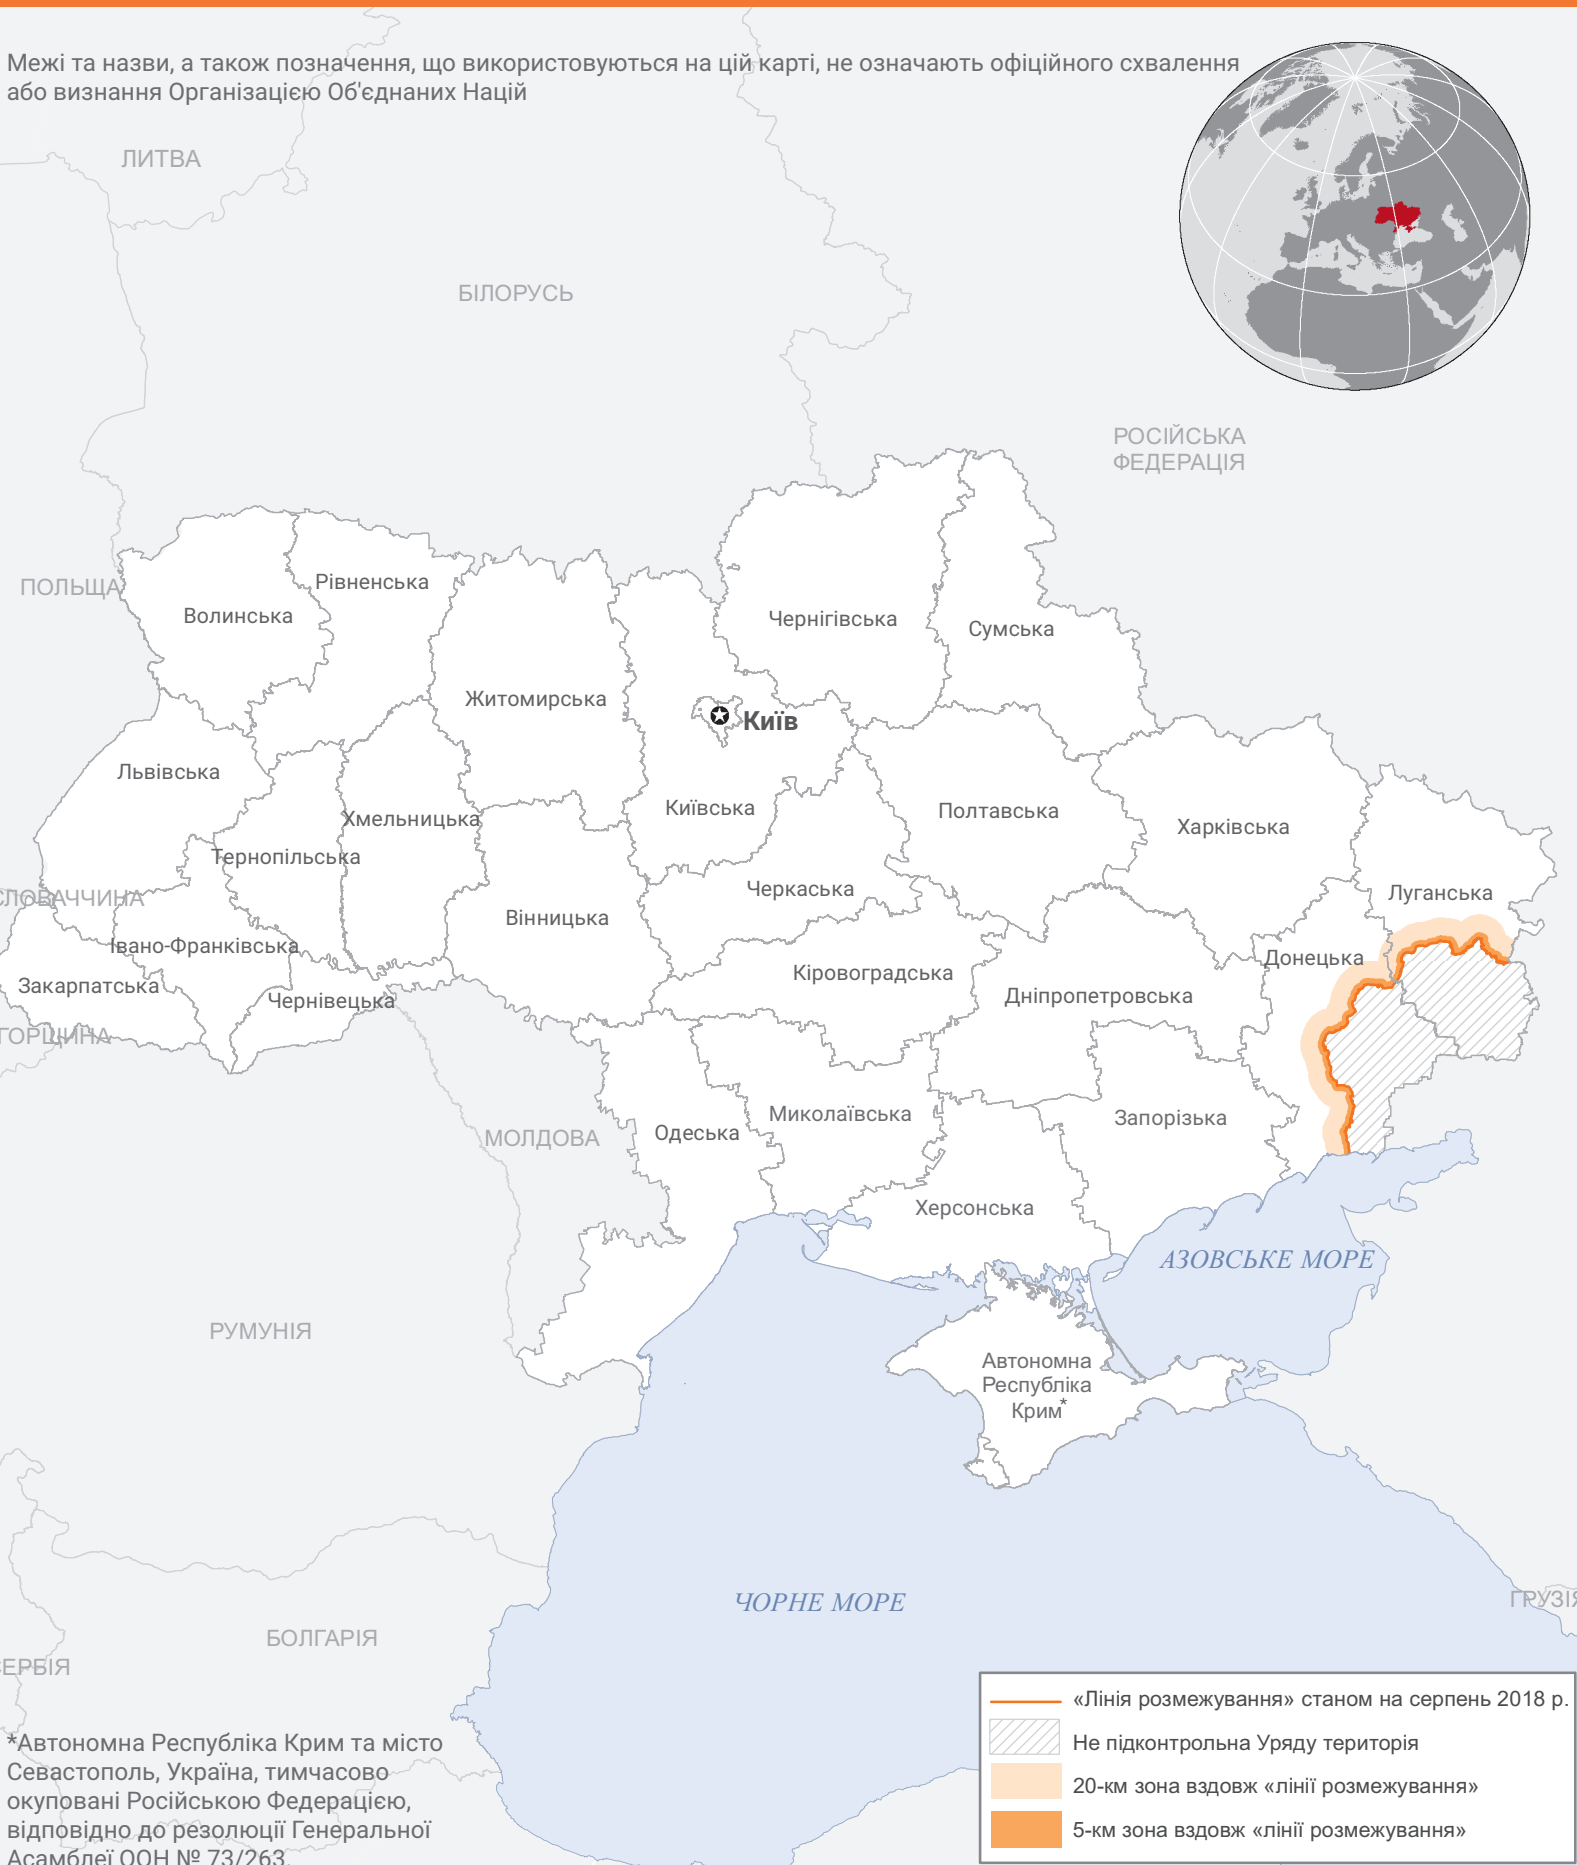 Межі та назви, а також позначення, що використовуються на цій карті, не означають офіційного схвалення
або визнання Організацією Об'єднаних Націй
ЛИТВА
БІЛОРУСЬ
РОСІЙСЬКА
ФЕДЕРАЦІЯ
ПОЛЬЩА
Волинська
Рівненська
Чернігівська
Сумська
Житомирська
Київ
Львівська
Хмельницька
Київська
Полтавська
Харківська
Тернопільська
Черкаська
Луганська
СЛОВАЧЧИНА
Вінницька
Івано-Франківська
Донецька
Кіровоградська
Закарпатська
Чернівецька
Дніпропетровська
ГОРЩИНА
Миколаївська
Запорізька
Одеська
МОЛДОВА
Херсонська
АЗОВСЬКЕ МОРЕ
РУМУНІЯ
Автономна
Республіка
Крим*
ЧОРНЕ МОРЕ
ГРУЗІЯ
БОЛГАРІЯ
ЕРБІЯ
«Лінія розмежування» станом на серпень 2018 р.
Не підконтрольна Уряду територія
20-км зона вздовж «лінії розмежування»
5-км зона вздовж «лінії розмежування»
*Автономна Республіка Крим та місто
Севастополь, Україна, тимчасово
окуповані Російською Федерацією,
відповідно до резолюції Генеральної
Асамблеї ООН № 73/263.